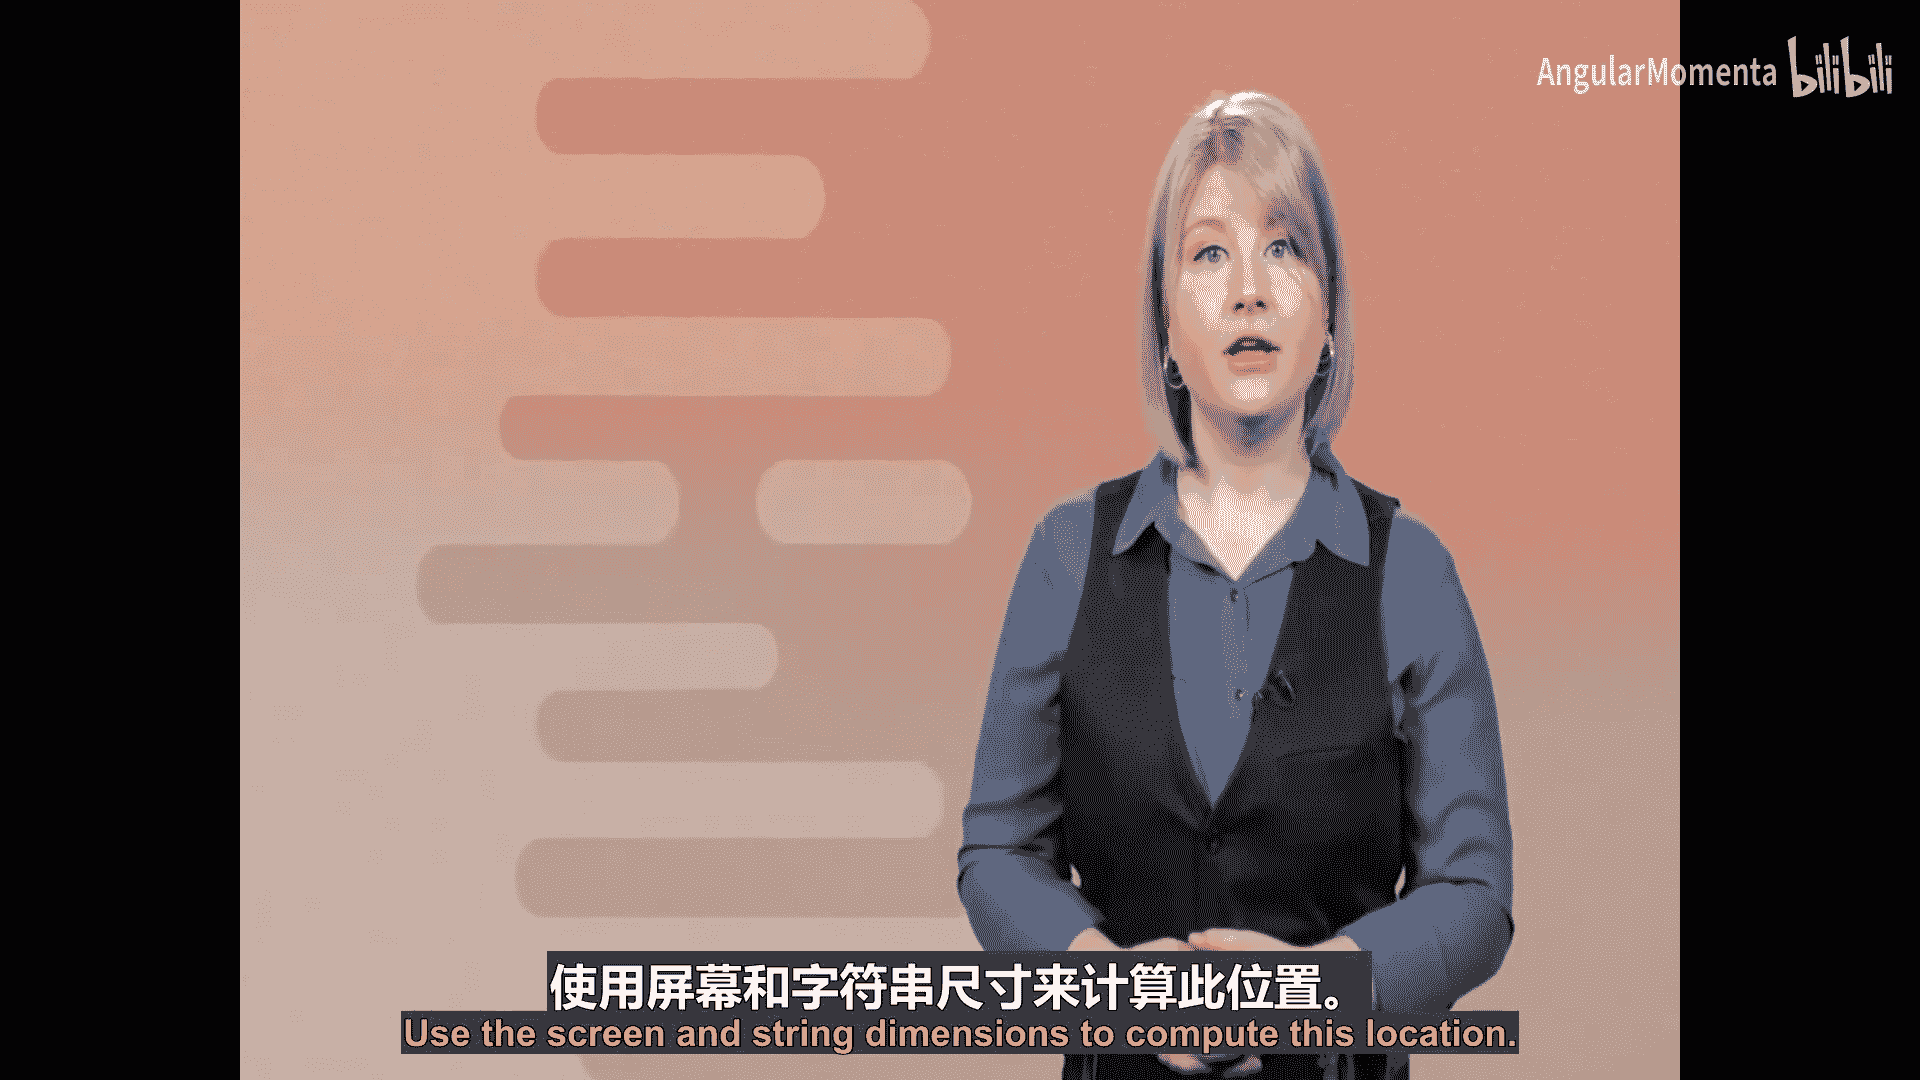 AngularMomenta bilibili
使用屏幕和字符串尺寸来计算此位置。
Use the screen and string dimensions to compute this location.